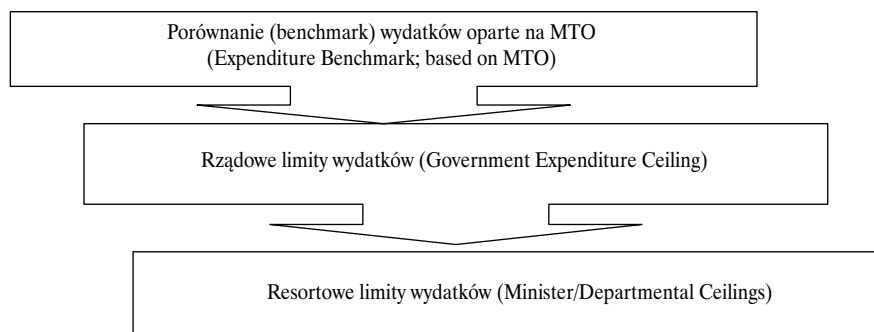 Porównanie (benchmark) wydatków oparte na MTO
(Expenditure Benchmark; based on MTO)
Rządowe limity wydatków (Government Expenditure Ceiling)
Resortowe limity wydatków (Minister/Departmental Ceilings)